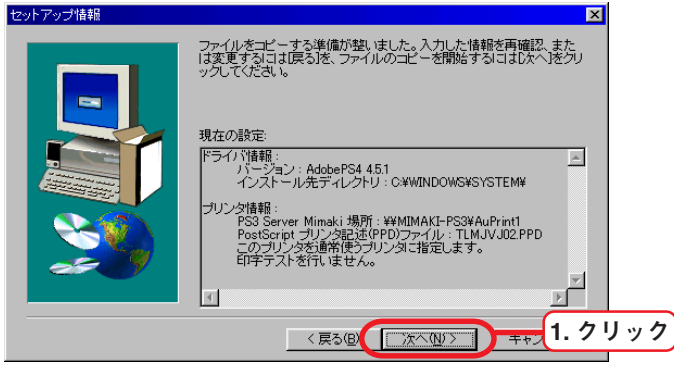 セットアップ情報
ファイルをコピーする準備が整いました。入力した情報を再確認、また
は変更するには[戻る]を、ファイルのコピーを開始するには[次へ]をクリ
ックしてください。
現在の設定:
ドライバ情報:
バージョン : AdobePS4 4.5.1
インストール先ディレクトリ : C:¥WINDOWS¥SYSTEM¥
プリンタ情報:
PS3 Server Mimaki 場所 : ¥¥MIMAKI-PS3¥AuPrint1
PostScript プリンタ記述(PPD)ファイル : TLMJVJ02.PPD
このプリンタを通常使うプリンタに指定します。
印字テストを行いません。
< 戻る(B) 次へ(N) > キャン
1. クリック